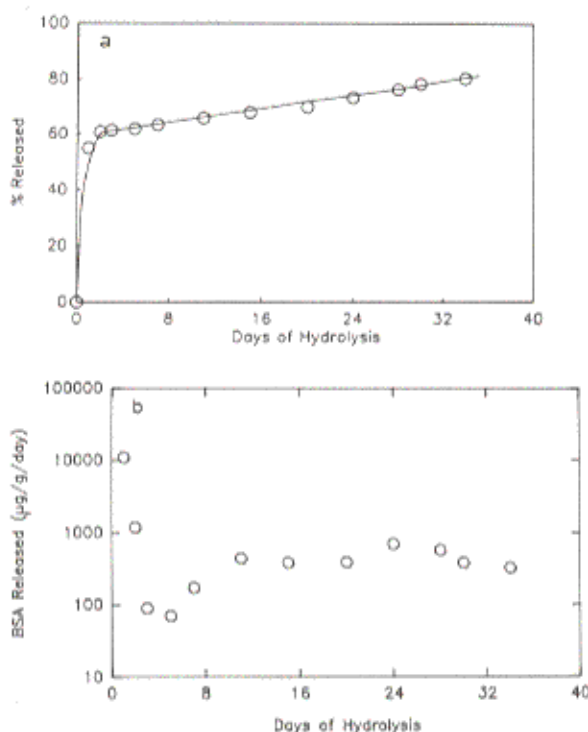 a
100
80
60
40
20
0
% Released
0 8 16 24 32 40
Days of Hydrolysis
b
100000
10000
1000
100
10
BSA Released (µg/g/day)
0 8 16 24 32 40
Days of Hydrolysis